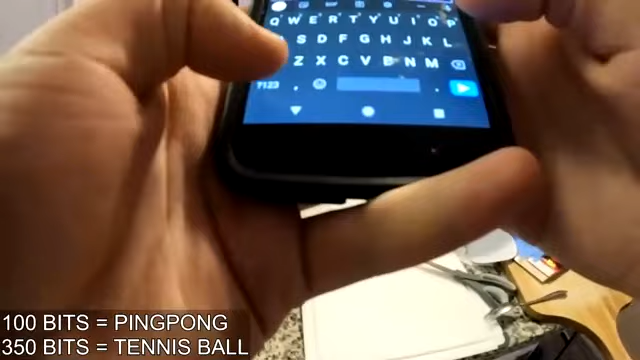 Q W E R T Y U I O P
S D F G H J K L
Z X C V B N M
?123 , .
100 BITS = PINGPONG
350 BITS = TENNIS BALL